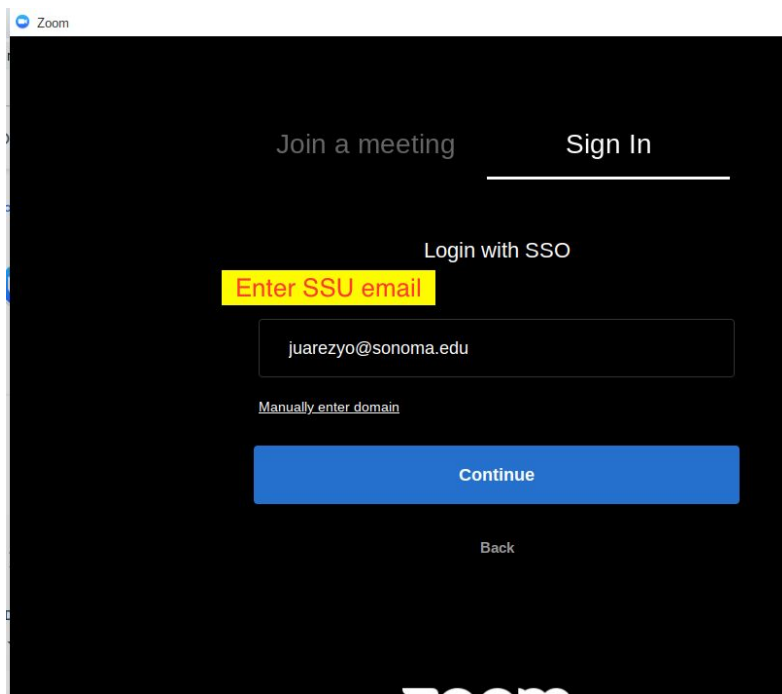 Zoom
Join a meeting
Sign In
Login with SSO
Enter SSU email
juarezyo@sonoma.edu
Manually enter domain
Continue
Back
zoom